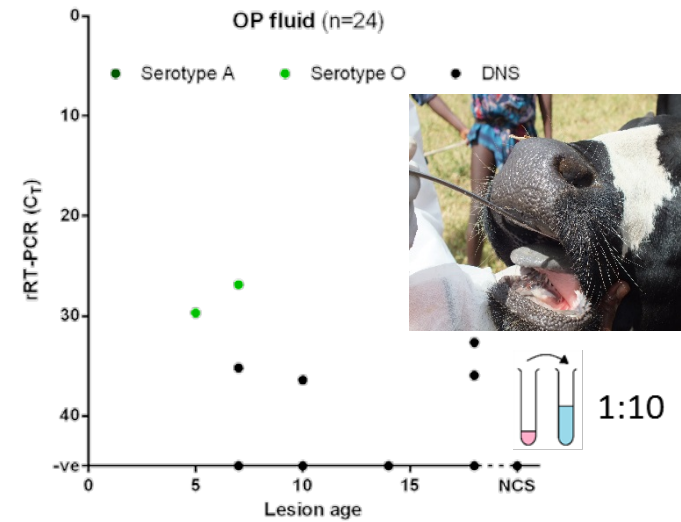 OP fluid (n=24)
Serotype A
Serotype O
DNS
rRT-PCR (CT)
0
10
20
30
40
-ve
0
5
10
15
NCS
Lesion age
1:10